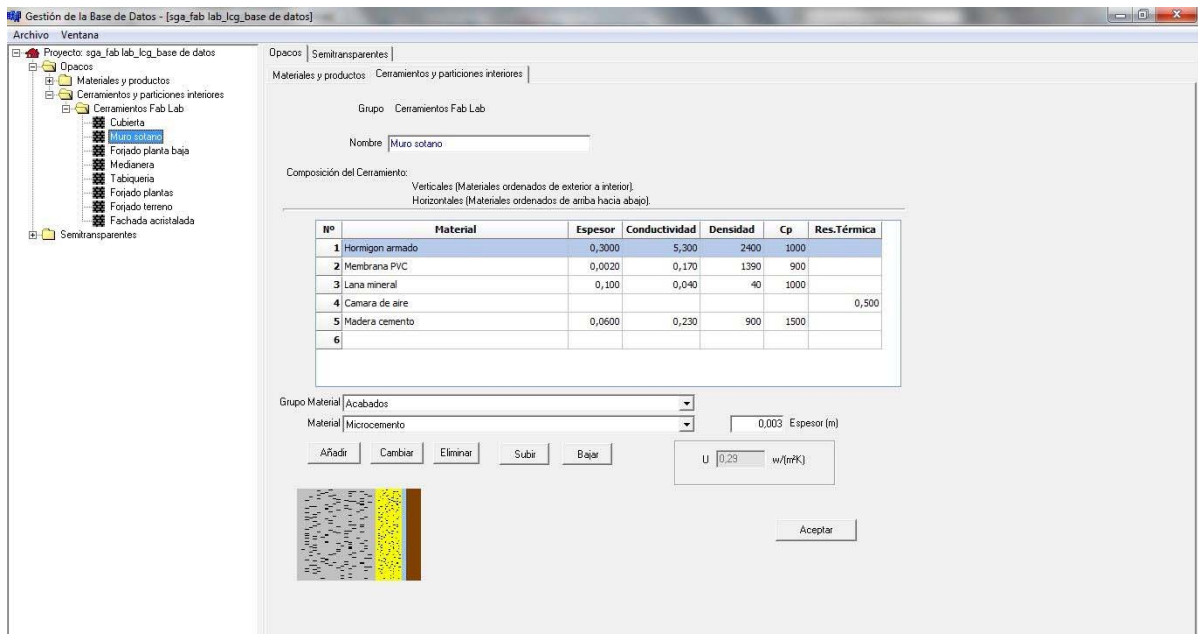 Gestión de la Base de Datos - [sga_fab lab_lcg_base de datos]
Archivo Ventana
Proyecto: sga_fab lab_lcg_base de datos
Opacos
Materiales y productos
Cerramientos y particiones interiores
Cerramientos Fab Lab
Cubierta
Muro sotano
Forjado planta baja
Medianera
Tabiqueria
Forjado plantas
Forjado terreno
Fachada acristalada
Semitransparentes
Opacos Semitransparentes
Materiales y productos Cerramientos y particiones interiores
Grupo Cerramientos Fab Lab
Nombre Muro sotano
Composición del Cerramiento:
Verticales (Materiales ordenados de exterior a interior).
Horizontales (Materiales ordenados de arriba hacia abajo).
Nº Material Espesor Conductividad Densidad Cp Res.Térmica
1 Hormigon armado 0,3000 5,300 2400 1000
2 Membrana PVC 0,0020 0,170 1390 900
3 Lana mineral 0,100 0,040 40 1000
4 Camara de aire 0,500
5 Madera cemento 0,0600 0,230 900 1500
6
Grupo Material Acabados
Material Microcemento 0,003 Espesor (m)
Añadir Cambiar Eliminar Subir Bajar
U 0,29 w/(m²K)
Aceptar